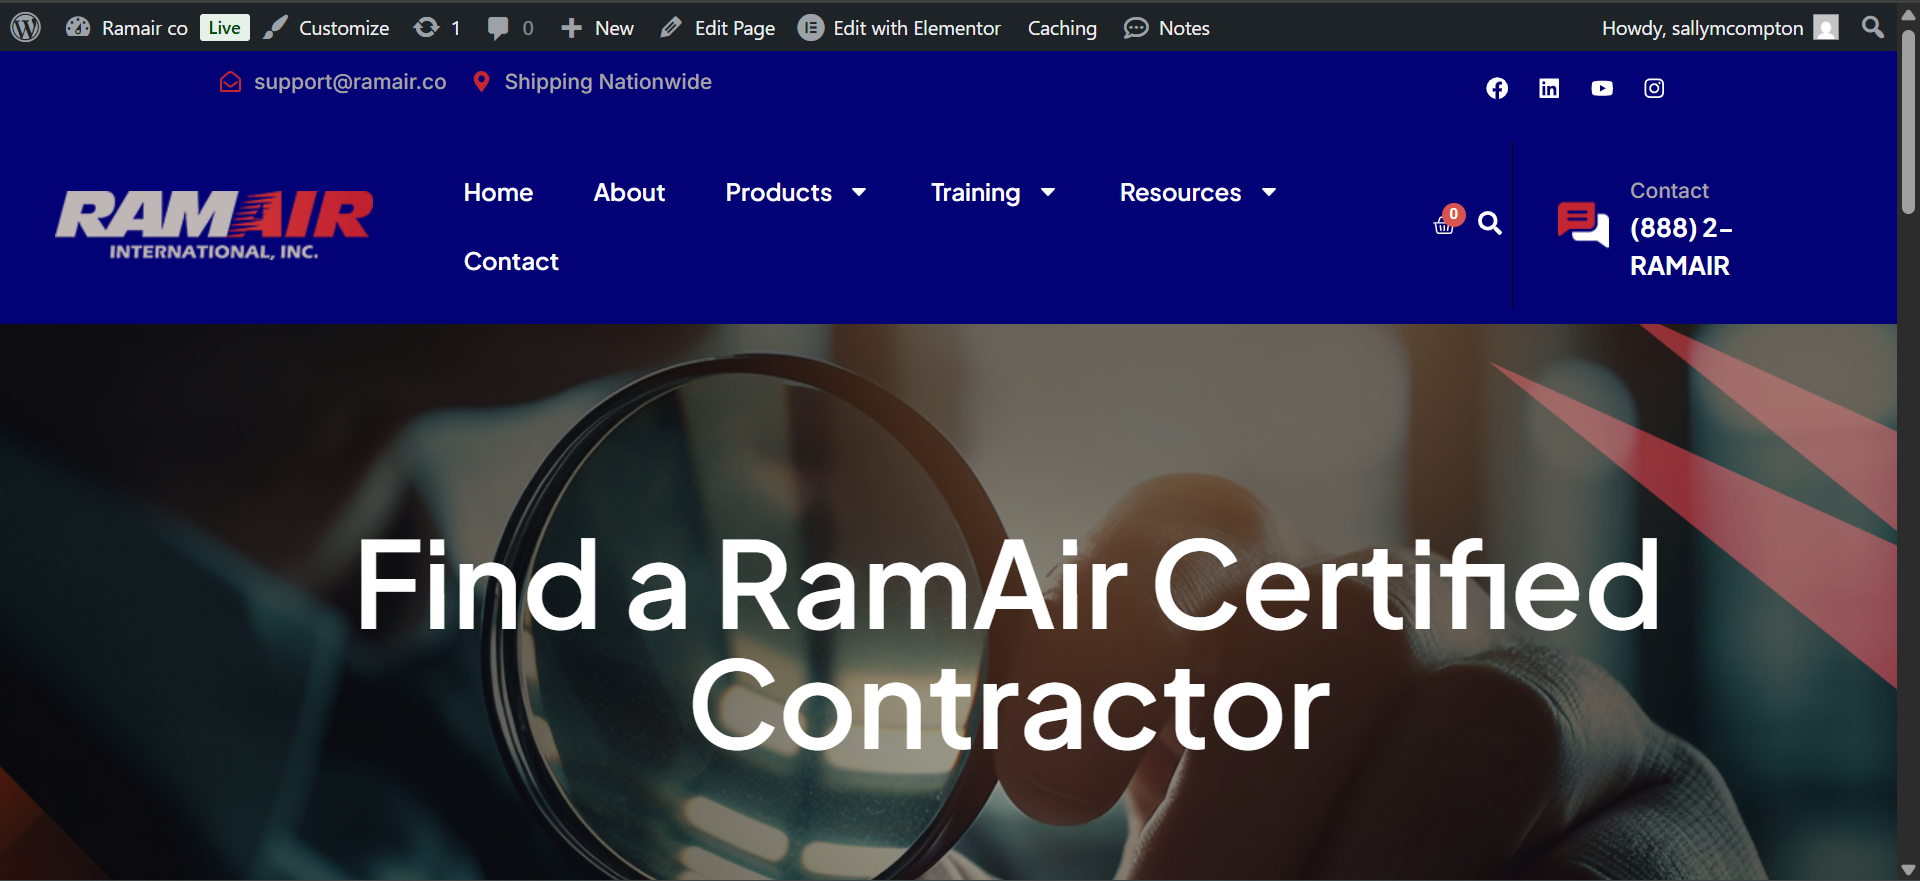 Ramair co Live Customize 1 0 New Edit Page Edit with Elementor Caching Notes Howdy, sallymcompton
support@ramair.co Shipping Nationwide
RAMAIR
INTERNATIONAL, INC.
Home About Products Training Resources
Contact
0
Contact
(888) 2-
RAMAIR
Find a RamAir Certified
Contractor